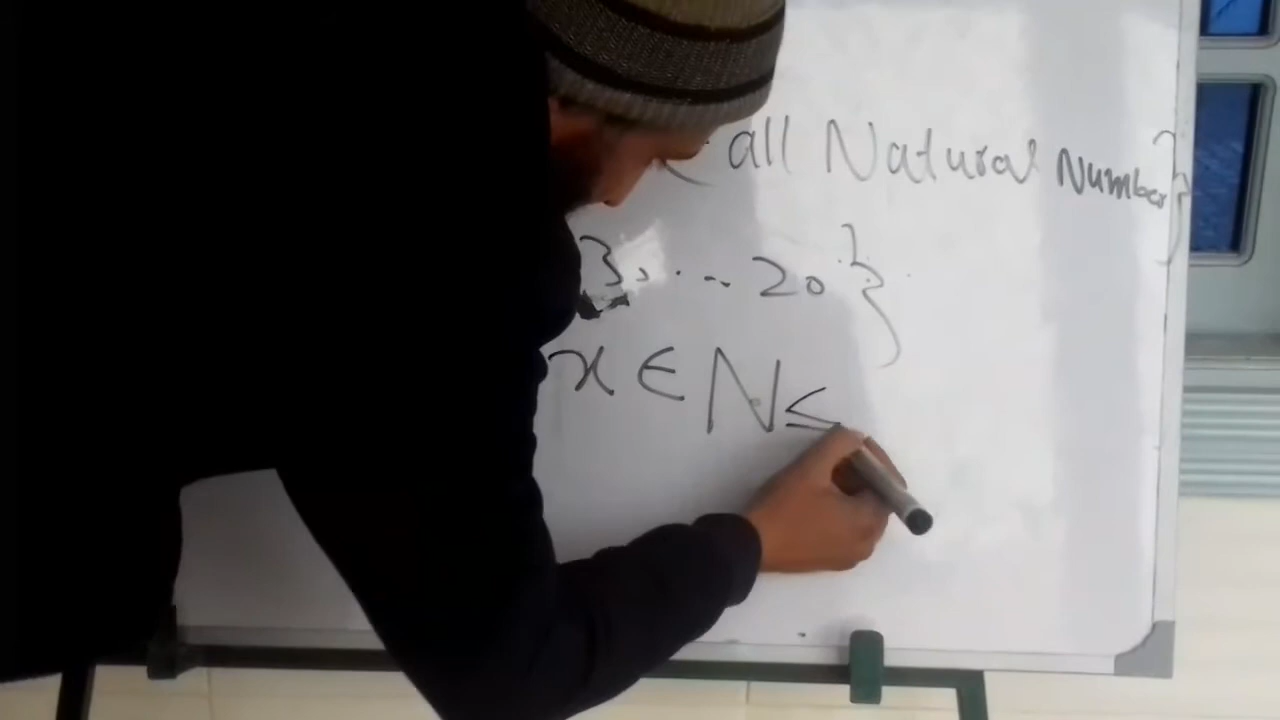 all Natural Number}
3, ... 20}
x ∈ N ≤